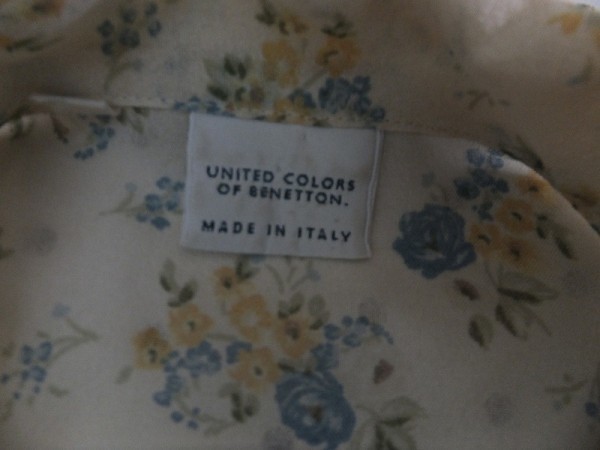 UNITED COLORS
OF BENETTON.
MADE IN ITALY